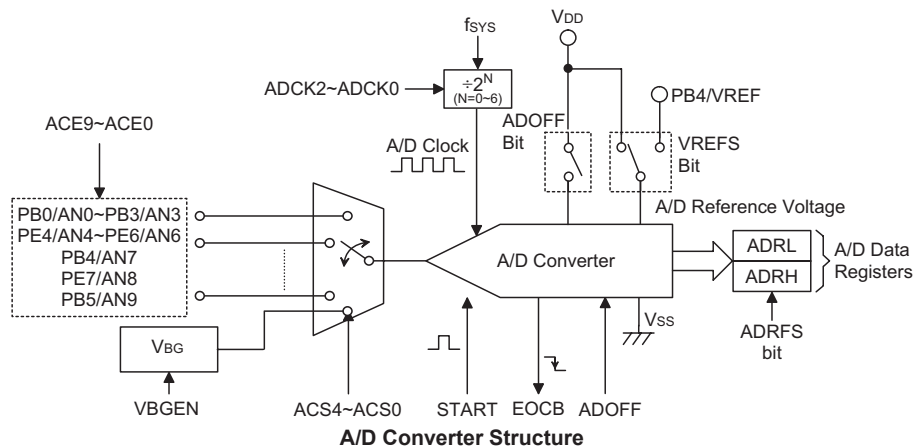 fSYS
VDD
ADCK2~ADCK0
÷2N
(N=0~6)
PB4/VREF
ACE9~ACE0
ADOFF
Bit
VREFS
Bit
A/D Clock
A/D Reference Voltage
PB0/AN0~PB3/AN3
PE4/AN4~PE6/AN6
PB4/AN7
PE7/AN8
PB5/AN9
A/D Converter
ADRL
ADRH
A/D Data
Registers
VSS
ADRFS
bit
VBG
VBGEN
ACS4~ACS0
START
EOCB
ADOFF
A/D Converter Structure